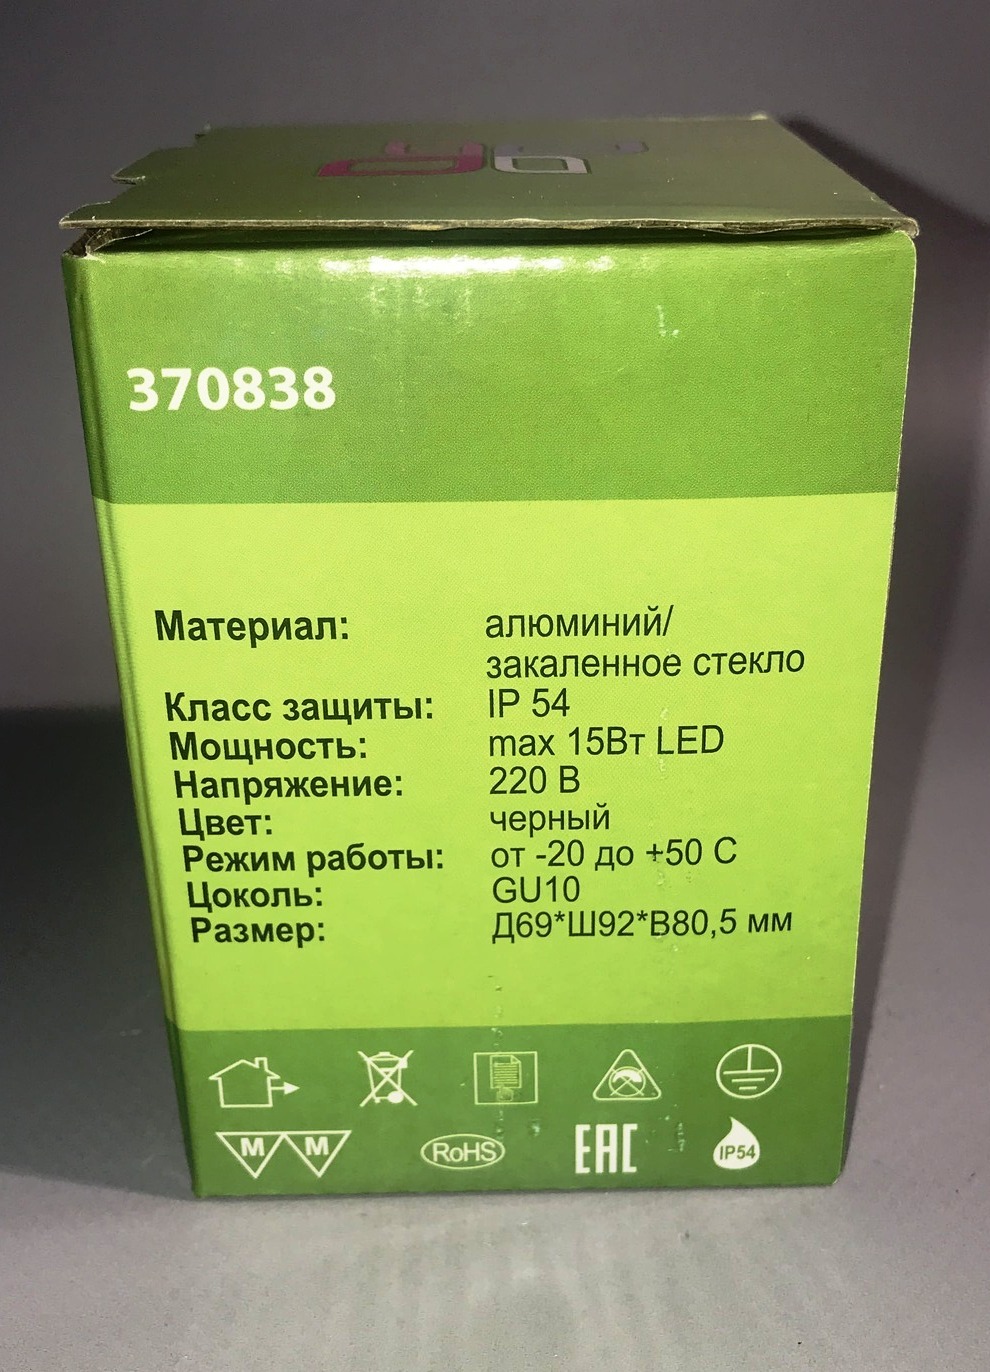 370838
Материал: алюминий/
закаленное стекло
Класс защиты: IP 54
Мощность: max 15Вт LED
Напряжение: 220 В
Цвет: черный
Режим работы: от -20 до +50 С
Цоколь: GU10
Размер: Д69*Ш92*В80,5 мм
M M RoHS EAC IP54